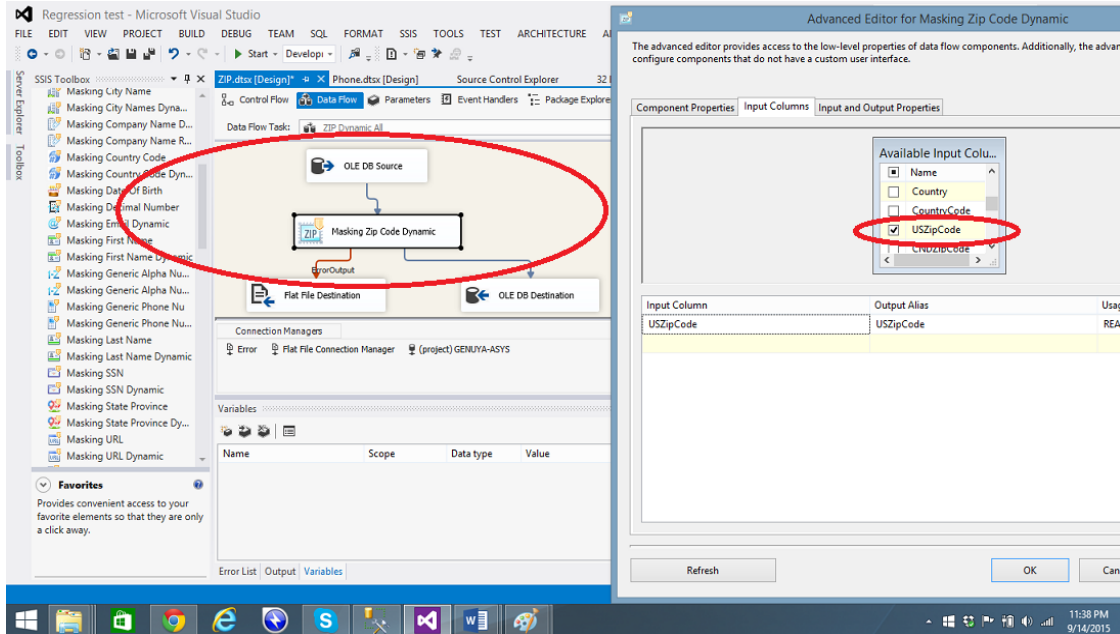 Regression test - Microsoft Visual Studio
FILE EDIT VIEW PROJECT BUILD DEBUG TEAM SQL FORMAT SSIS TOOLS TEST ARCHITECTURE
Start Developi
Server Explorer
Toolbox
SSIS Toolbox
Masking City Name
Masking City Names Dyna...
Masking Company Name D...
Masking Company Name R...
Masking Country Code
Masking Country Code Dyn...
Masking Date Of Birth
Masking Decimal Number
Masking Email Dynamic
Masking First Name
Masking First Name Dynamic
Masking Generic Alpha Nu...
Masking Generic Alpha Nu...
Masking Generic Phone Nu
Masking Generic Phone Nu...
Masking Last Name
Masking Last Name Dynamic
Masking SSN
Masking SSN Dynamic
Masking State Province
Masking State Province Dy...
Masking URL
Masking URL Dynamic
Favorites
Provides convenient access to your
favorite elements so that they are only
a click away.
ZIP.dtsx [Design]* Phone.dtsx [Design] Source Control Explorer 32
Control Flow Data Flow Parameters Event Handlers Package Explore
Data Flow Task: ZIP Dynamic All
OLE DB Source
ZIP Masking Zip Code Dynamic
ErrorOutput
Flat File Destination OLE DB Destination
Connection Managers
Error Flat File Connection Manager (project) GENUYA-ASYS
Variables
Name Scope Data type Value
Error List Output Variables
Advanced Editor for Masking Zip Code Dynamic
The advanced editor provides access to the low-level properties of data flow components. Additionally, the advan
configure components that do not have a custom user interface.
Component Properties Input Columns Input and Output Properties
Available Input Colu...
Name
Country
CountryCode
USZipCode
CNDZipCode
Input Column Output Alias Usag
USZipCode USZipCode REA
Refresh OK Can
11:38 PM
9/14/2015